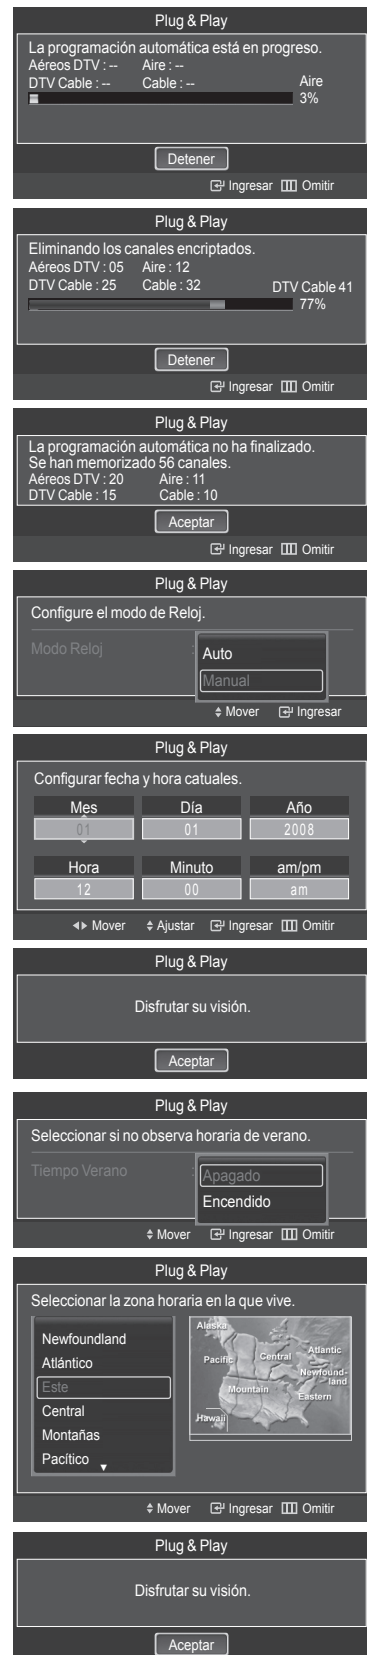 Plug & Play
La programación automática está en progreso.
Aéreos DTV : -- Aire : --
DTV Cable : -- Cable : -- Aire
3%
Detener
Ingresar Omitir
Plug & Play
Eliminando los canales encriptados.
Aéreos DTV : 05 Aire : 12
DTV Cable : 25 Cable : 32 DTV Cable 41
77%
Detener
Ingresar Omitir
Plug & Play
La programación automática no ha finalizado.
Se han memorizado 56 canales.
Aéreos DTV : 20 Aire : 11
DTV Cable : 15 Cable : 10
Aceptar
Ingresar Omitir
Plug & Play
Configure el modo de Reloj.
Modo Reloj : Auto
Manual
Mover Ingresar
Plug & Play
Configurar fecha y hora catuales.
Mes Día Año
01 01 2008
Hora Minuto am/pm
12 00 am
Mover Ajustar Ingresar Omitir
Plug & Play
Disfrutar su visión.
Aceptar
Plug & Play
Seleccionar si no observa horaria de verano.
Tiempo Verano : Apagado
Encendido
Mover Ingresar Omitir
Plug & Play
Seleccionar la zona horaria en la que vive.
Newfoundland
Atlántico
Este
Central
Montañas
Pacítico
Alaska
Pacific
Central
Atlantic
Newfound-
land
Mountain
Eastern
Hawaii
Mover Ingresar Omitir
Plug & Play
Disfrutar su visión.
Aceptar